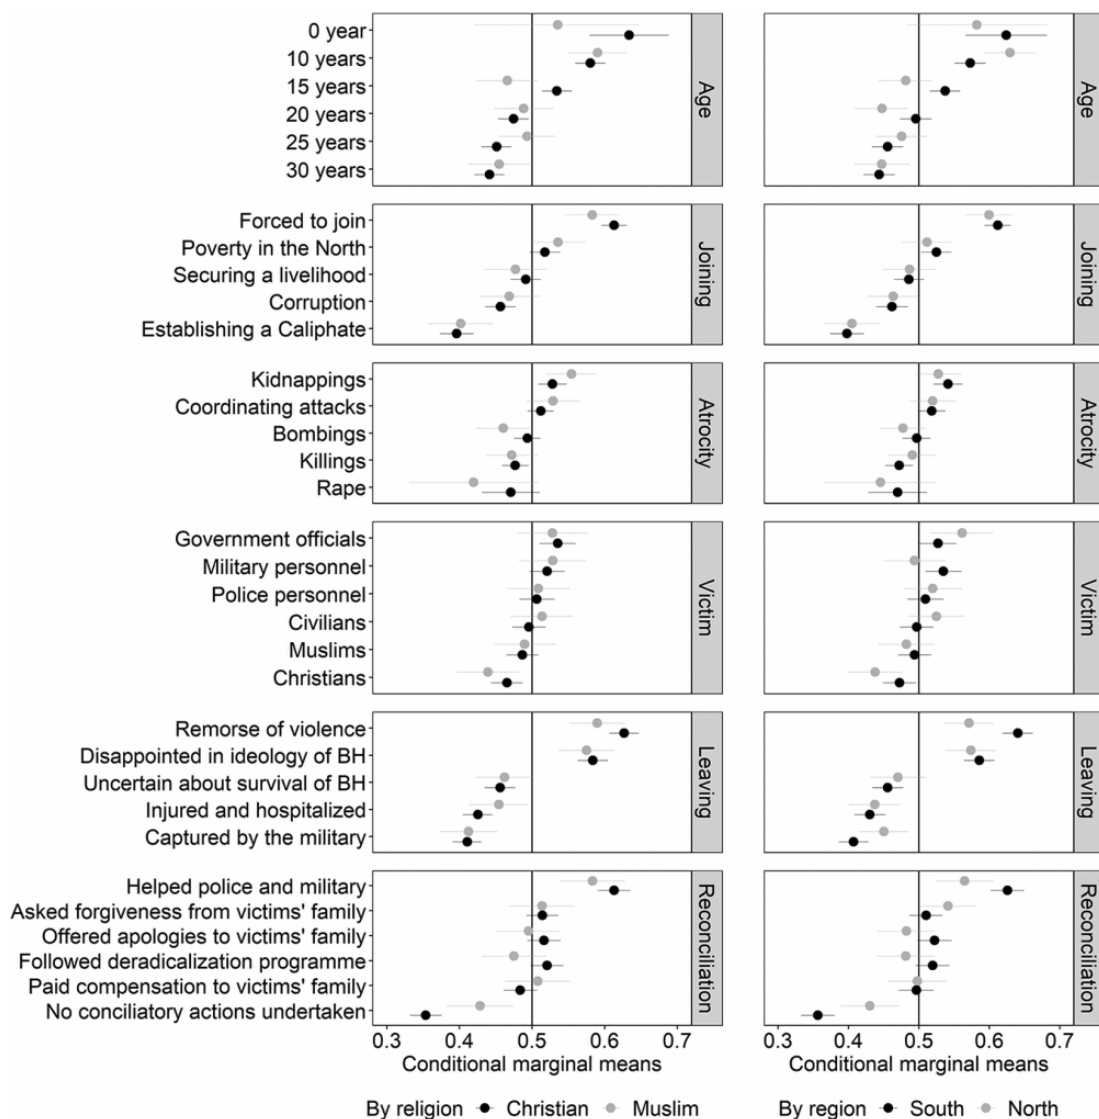 0 year
10 years
15 years
20 years
25 years
30 years
Age
Age
Forced to join
Poverty in the North
Securing a livelihood
Corruption
Establishing a Caliphate
Joining
Joining
Kidnappings
Coordinating attacks
Bombings
Killings
Rape
Atrocity
Atrocity
Government officials
Military personnel
Police personnel
Civilians
Muslims
Christians
Victim
Victim
Remorse of violence
Disappointed in ideology of BH
Uncertain about survival of BH
Injured and hospitalized
Captured by the military
Leaving
Leaving
Helped police and military
Asked forgiveness from victims' family
Offered apologies to victims' family
Followed deradicalization programme
Paid compensation to victims' family
No conciliatory actions undertaken
Reconciliation
Reconciliation
0.3 0.4 0.5 0.6 0.7 0.3 0.4 0.5 0.6 0.7
Conditional marginal means Conditional marginal means
By religion Christian Muslim By region South North